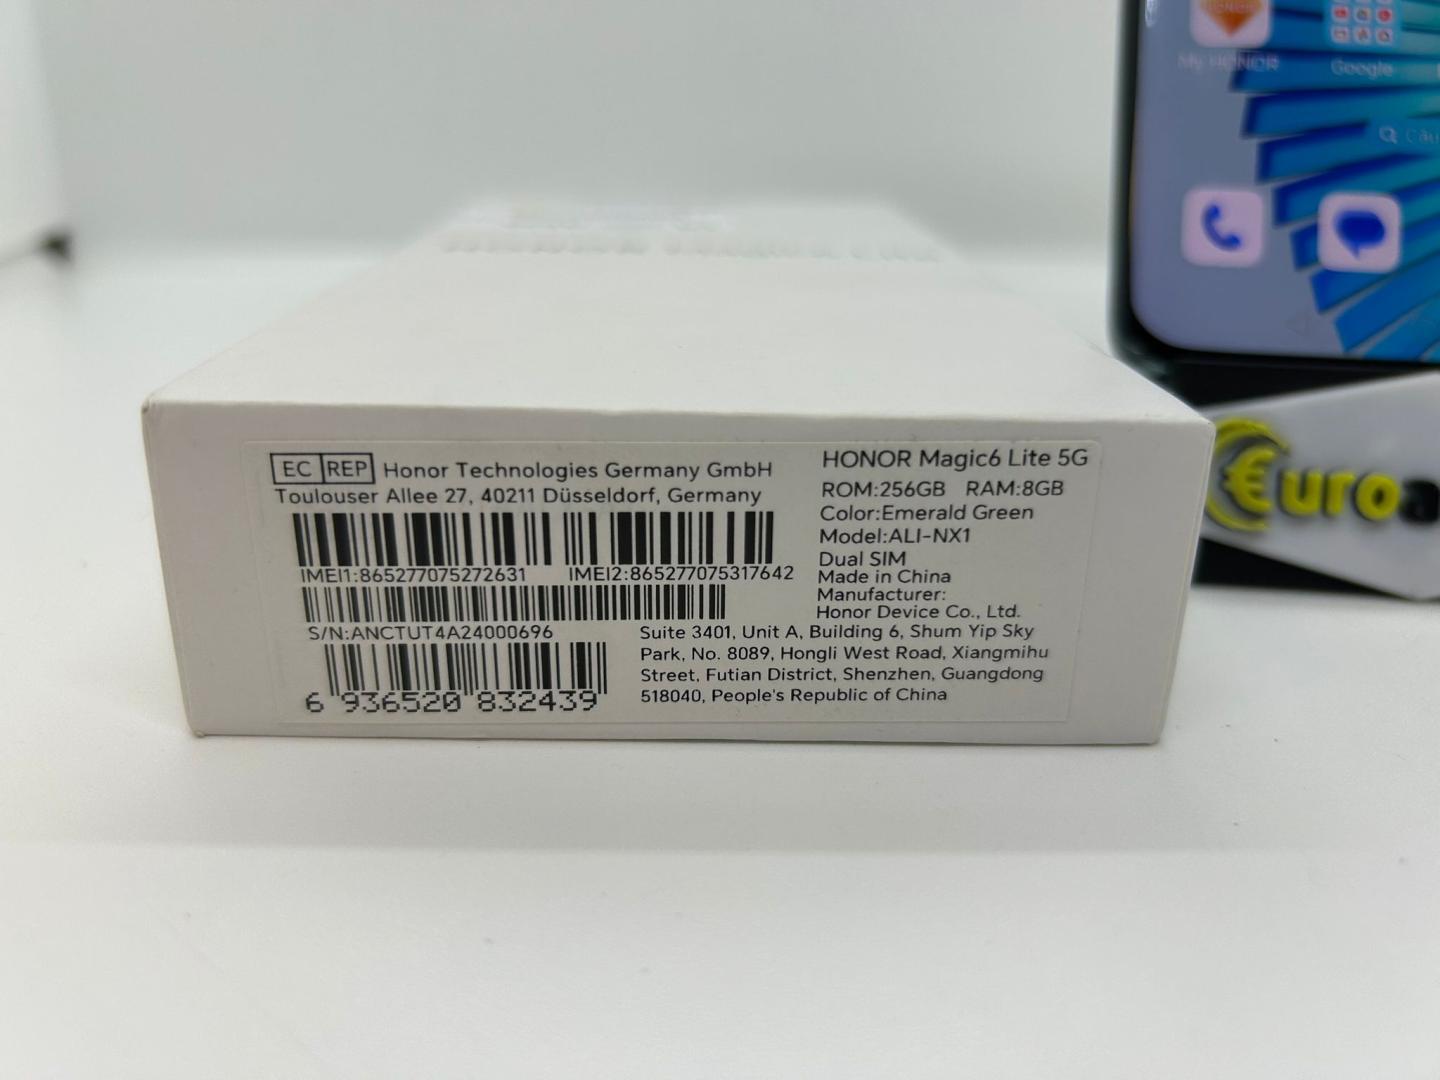 EC REP Honor Technologies Germany GmbH
Toulouser Allee 27, 40211 Düsseldorf, Germany
IMEI1:865277075272631 IMEI2:865277075317642
S/N:ANCTUT4A24000696
6 936520 832439
HONOR Magic6 Lite 5G
ROM:256GB RAM:8GB
Color:Emerald Green
Model:ALI-NX1
Dual SIM
Made in China
Manufacturer:
Honor Device Co., Ltd.
Suite 3401, Unit A, Building 6, Shum Yip Sky
Park, No. 8089, Hongli West Road, Xiangmihu
Street, Futian District, Shenzhen, Guangdong
518040, People's Republic of China
My HONOR
Google
€uroa